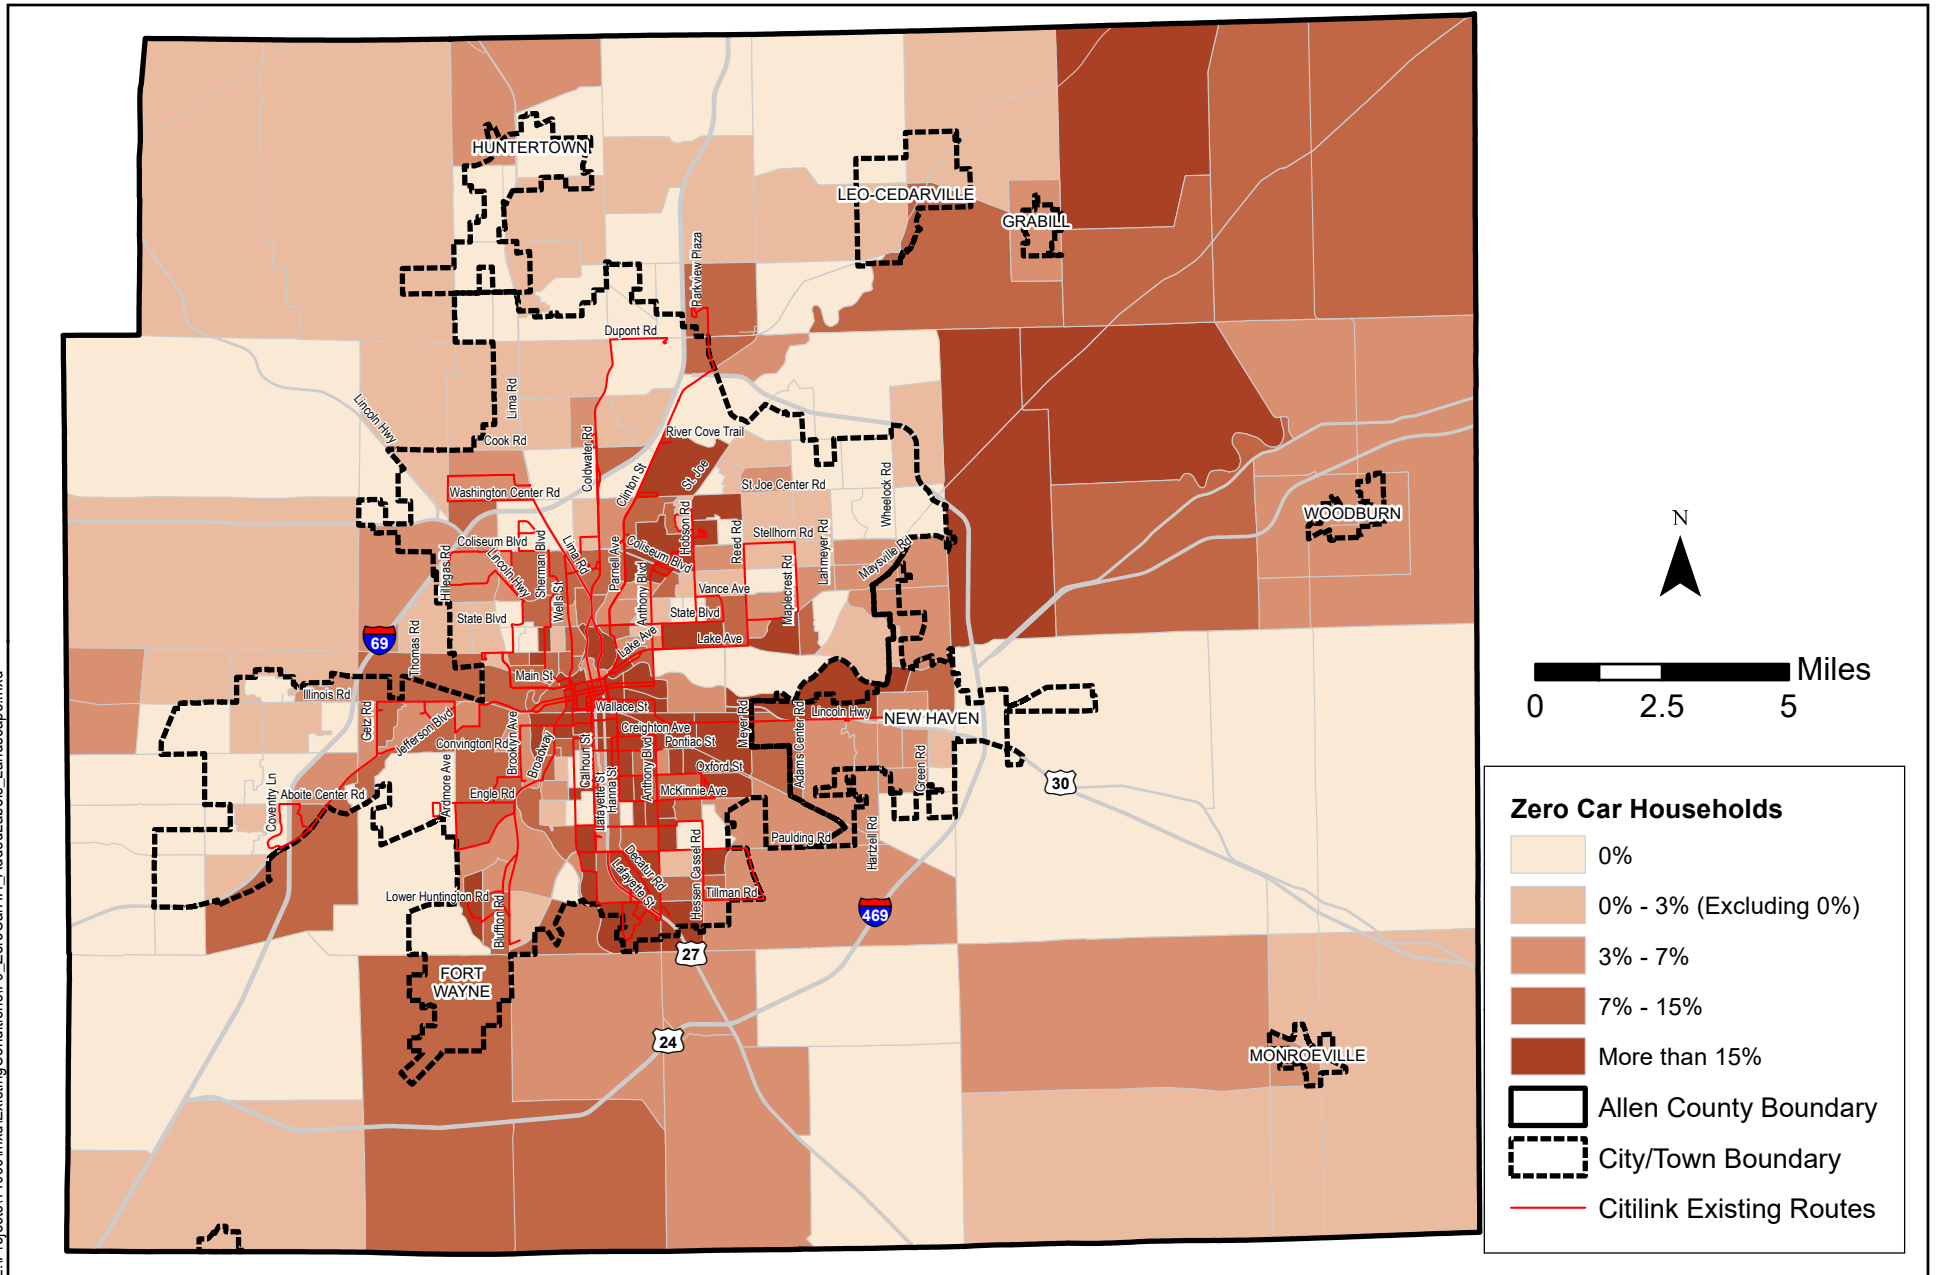 HUNTERTOWN
LEO-CEDARVILLE
GRABILL
Parkview Plaza
Dupont Rd
Lima Rd
Lincoln Hwy
Cook Rd
Coldwater Rd
River Cove Trail
Clinton St
St. Joe
Washington Center Rd
St Joe Center Rd
Wheelock Rd
WOODBURN
Hobson Rd
Reed Rd
Stellhorn Rd
Lahmeyer Rd
Maysville Rd
Coliseum Blvd
Hillegas Rd
Lincoln Hwy
Sherman Blvd
Lima Rd
Parnell Ave
Coliseum Blvd
Wells St
Anthony Blvd
Vance Ave
Maplecrest Rd
State Blvd
State Blvd
69
Thomas Rd
Lake Ave
Lake Ave
Main St
Illinois Rd
Getz Rd
Jefferson Blvd
Convington Rd
Brooklyn Ave
Broadway
Wallace St
Creighton Ave
Pontiac St
Meyer Rd
Adams Center Rd
Lincoln Hwy
NEW HAVEN
Calhoun St
Anthony Blvd
Oxford St
Green Rd
30
Coventry Ln
Aboite Center Rd
Ardmore Ave
Engle Rd
Lafayette St
Hanna St
McKinnie Ave
Paulding Rd
Hartzell Rd
Decatur Rd
Lafayette St
Hessen Cassel Rd
Tillman Rd
Lower Huntington Rd
Bluffton Rd
469
27
FORT
WAYNE
24
MONROEVILLE
N
Miles
0 2.5 5
Zero Car Households
0%
0% - 3% (Excluding 0%)
3% - 7%
7% - 15%
More than 15%
Allen County Boundary
City/Town Boundary
Citilink Existing Routes